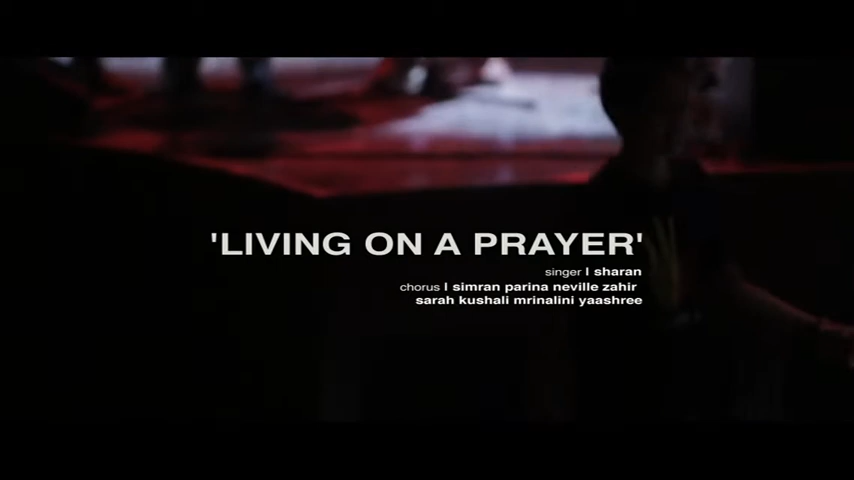 'LIVING ON A PRAYER'
singer | sharan
chorus | simran parina neville zahir
sarah kushali mrinalini yaashree